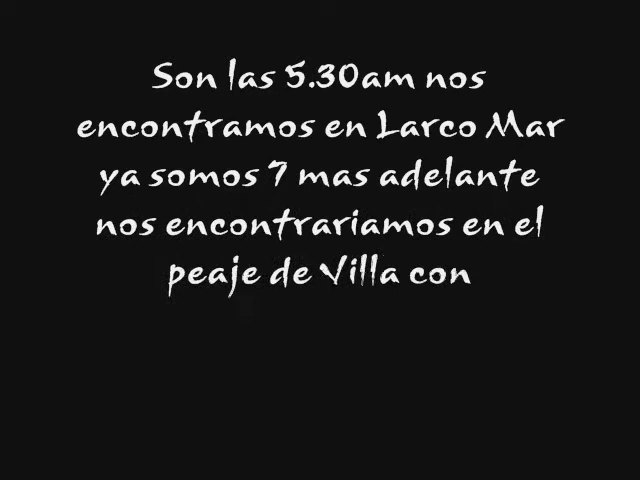 Son las 5.30am nos
encontramos en Larco Mar
ya somos 7 mas adelante
nos encontrariamos en el
peaje de Villa con